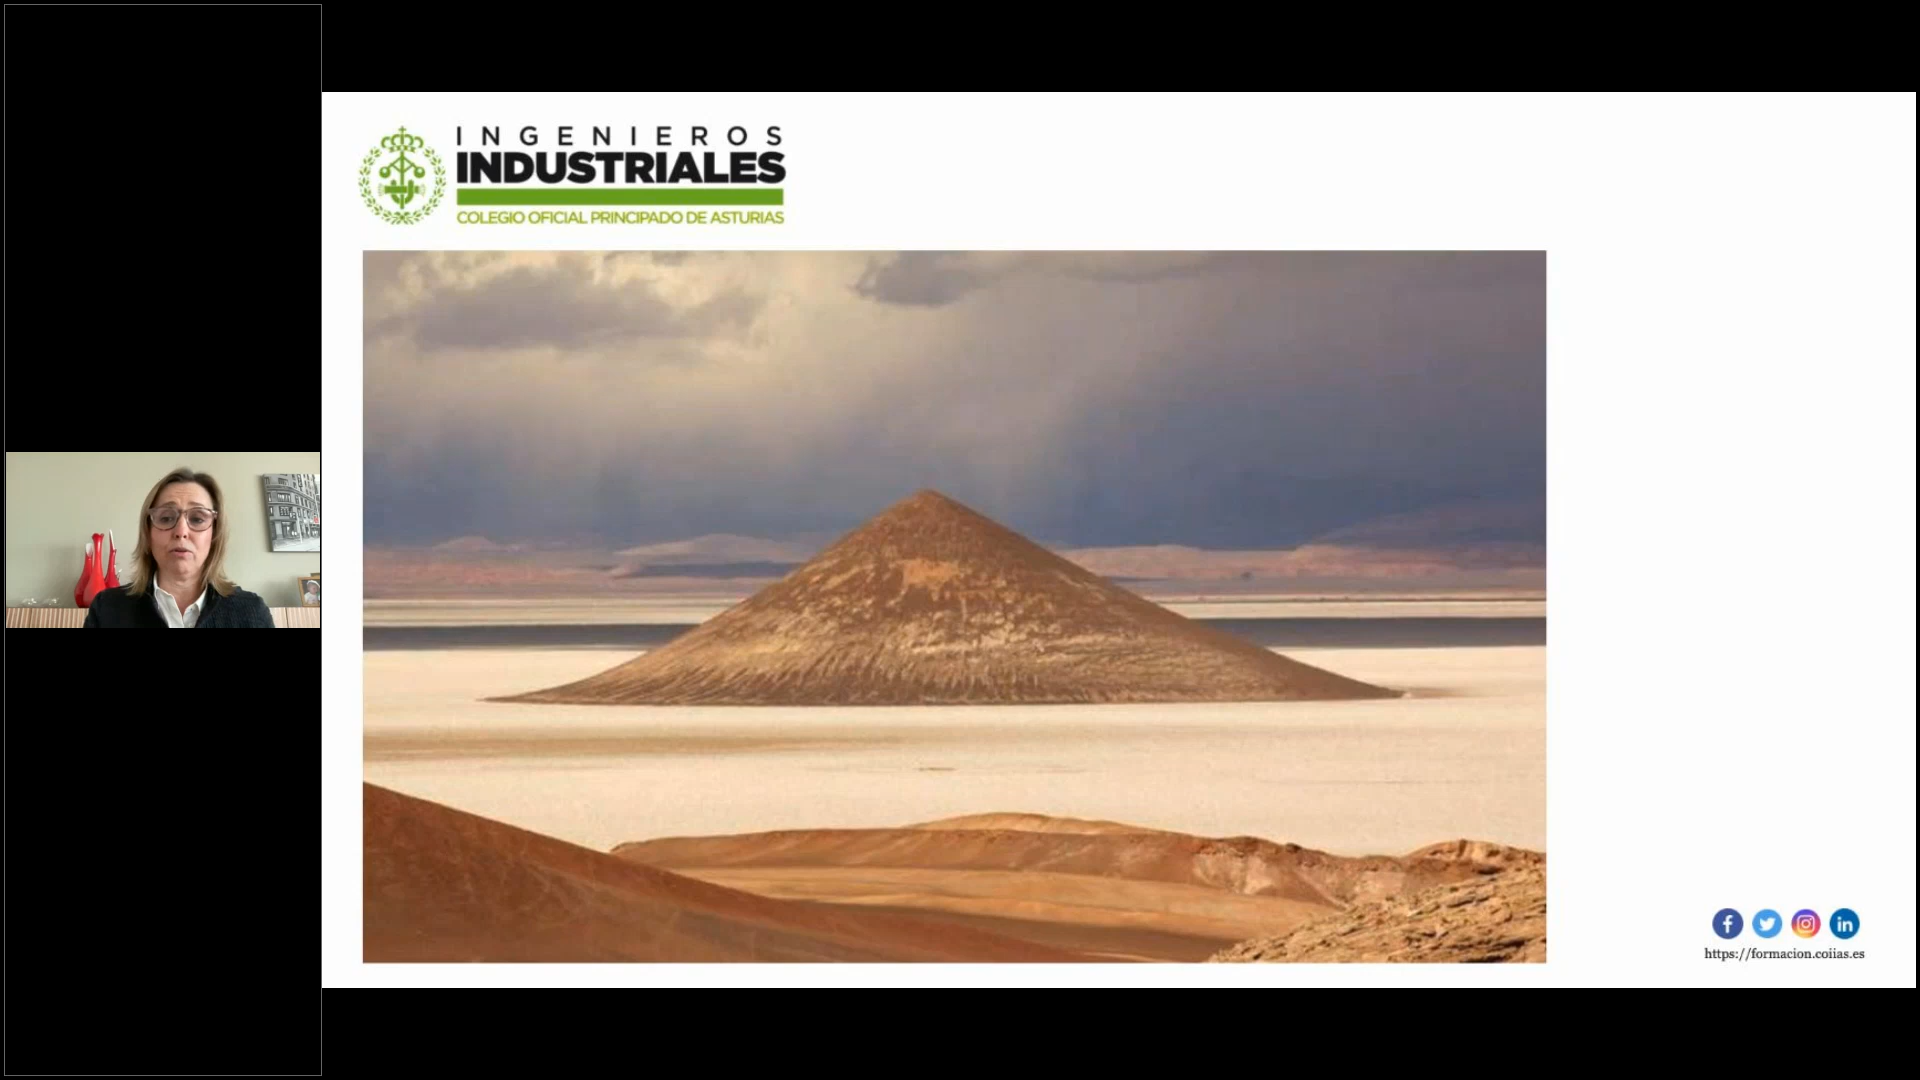 INGENIEROS
INDUSTRIALES
COLEGIO OFICIAL PRINCIPADO DE ASTURIAS
https://formacion.coiias.es